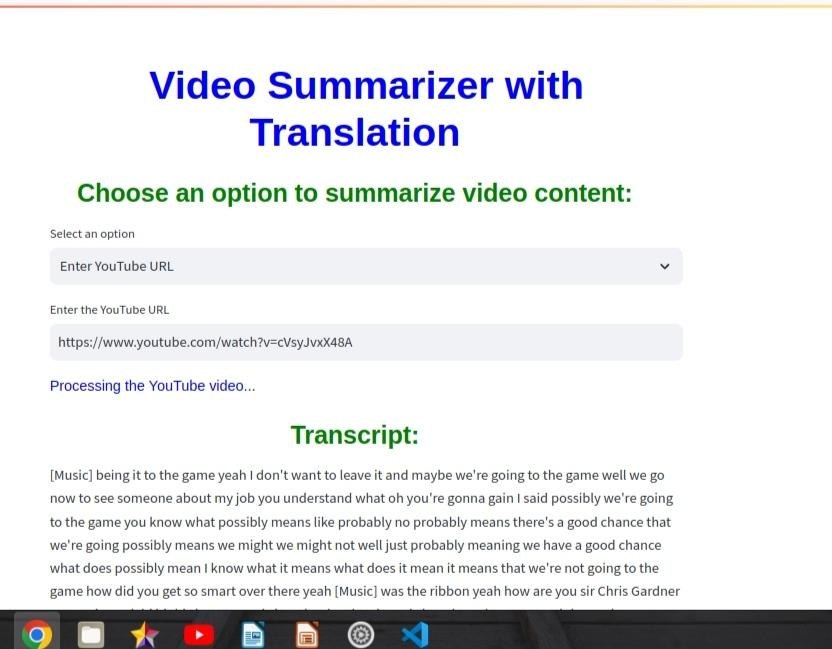 Video Summarizer with
Translation
Choose an option to summarize video content:
Select an option
Enter YouTube URL
Enter the YouTube URL
https://www.youtube.com/watch?v=cVsyJvxX48A
Processing the YouTube video...
Transcript:
[Music] being it to the game yeah I don't want to leave it and maybe we're going to the game well we go
now to see someone about my job you understand what oh you're gonna gain I said possibly we're going
to the game you know what possibly means like probably no probably means there's a good chance that
we're going possibly means we might we might not well just probably meaning we have a good chance
what does possibly mean I know what it means what does it mean it means that we're not going to the
game how did you get so smart over there yeah [Music] was the ribbon yeah how are you sir Chris Gardner